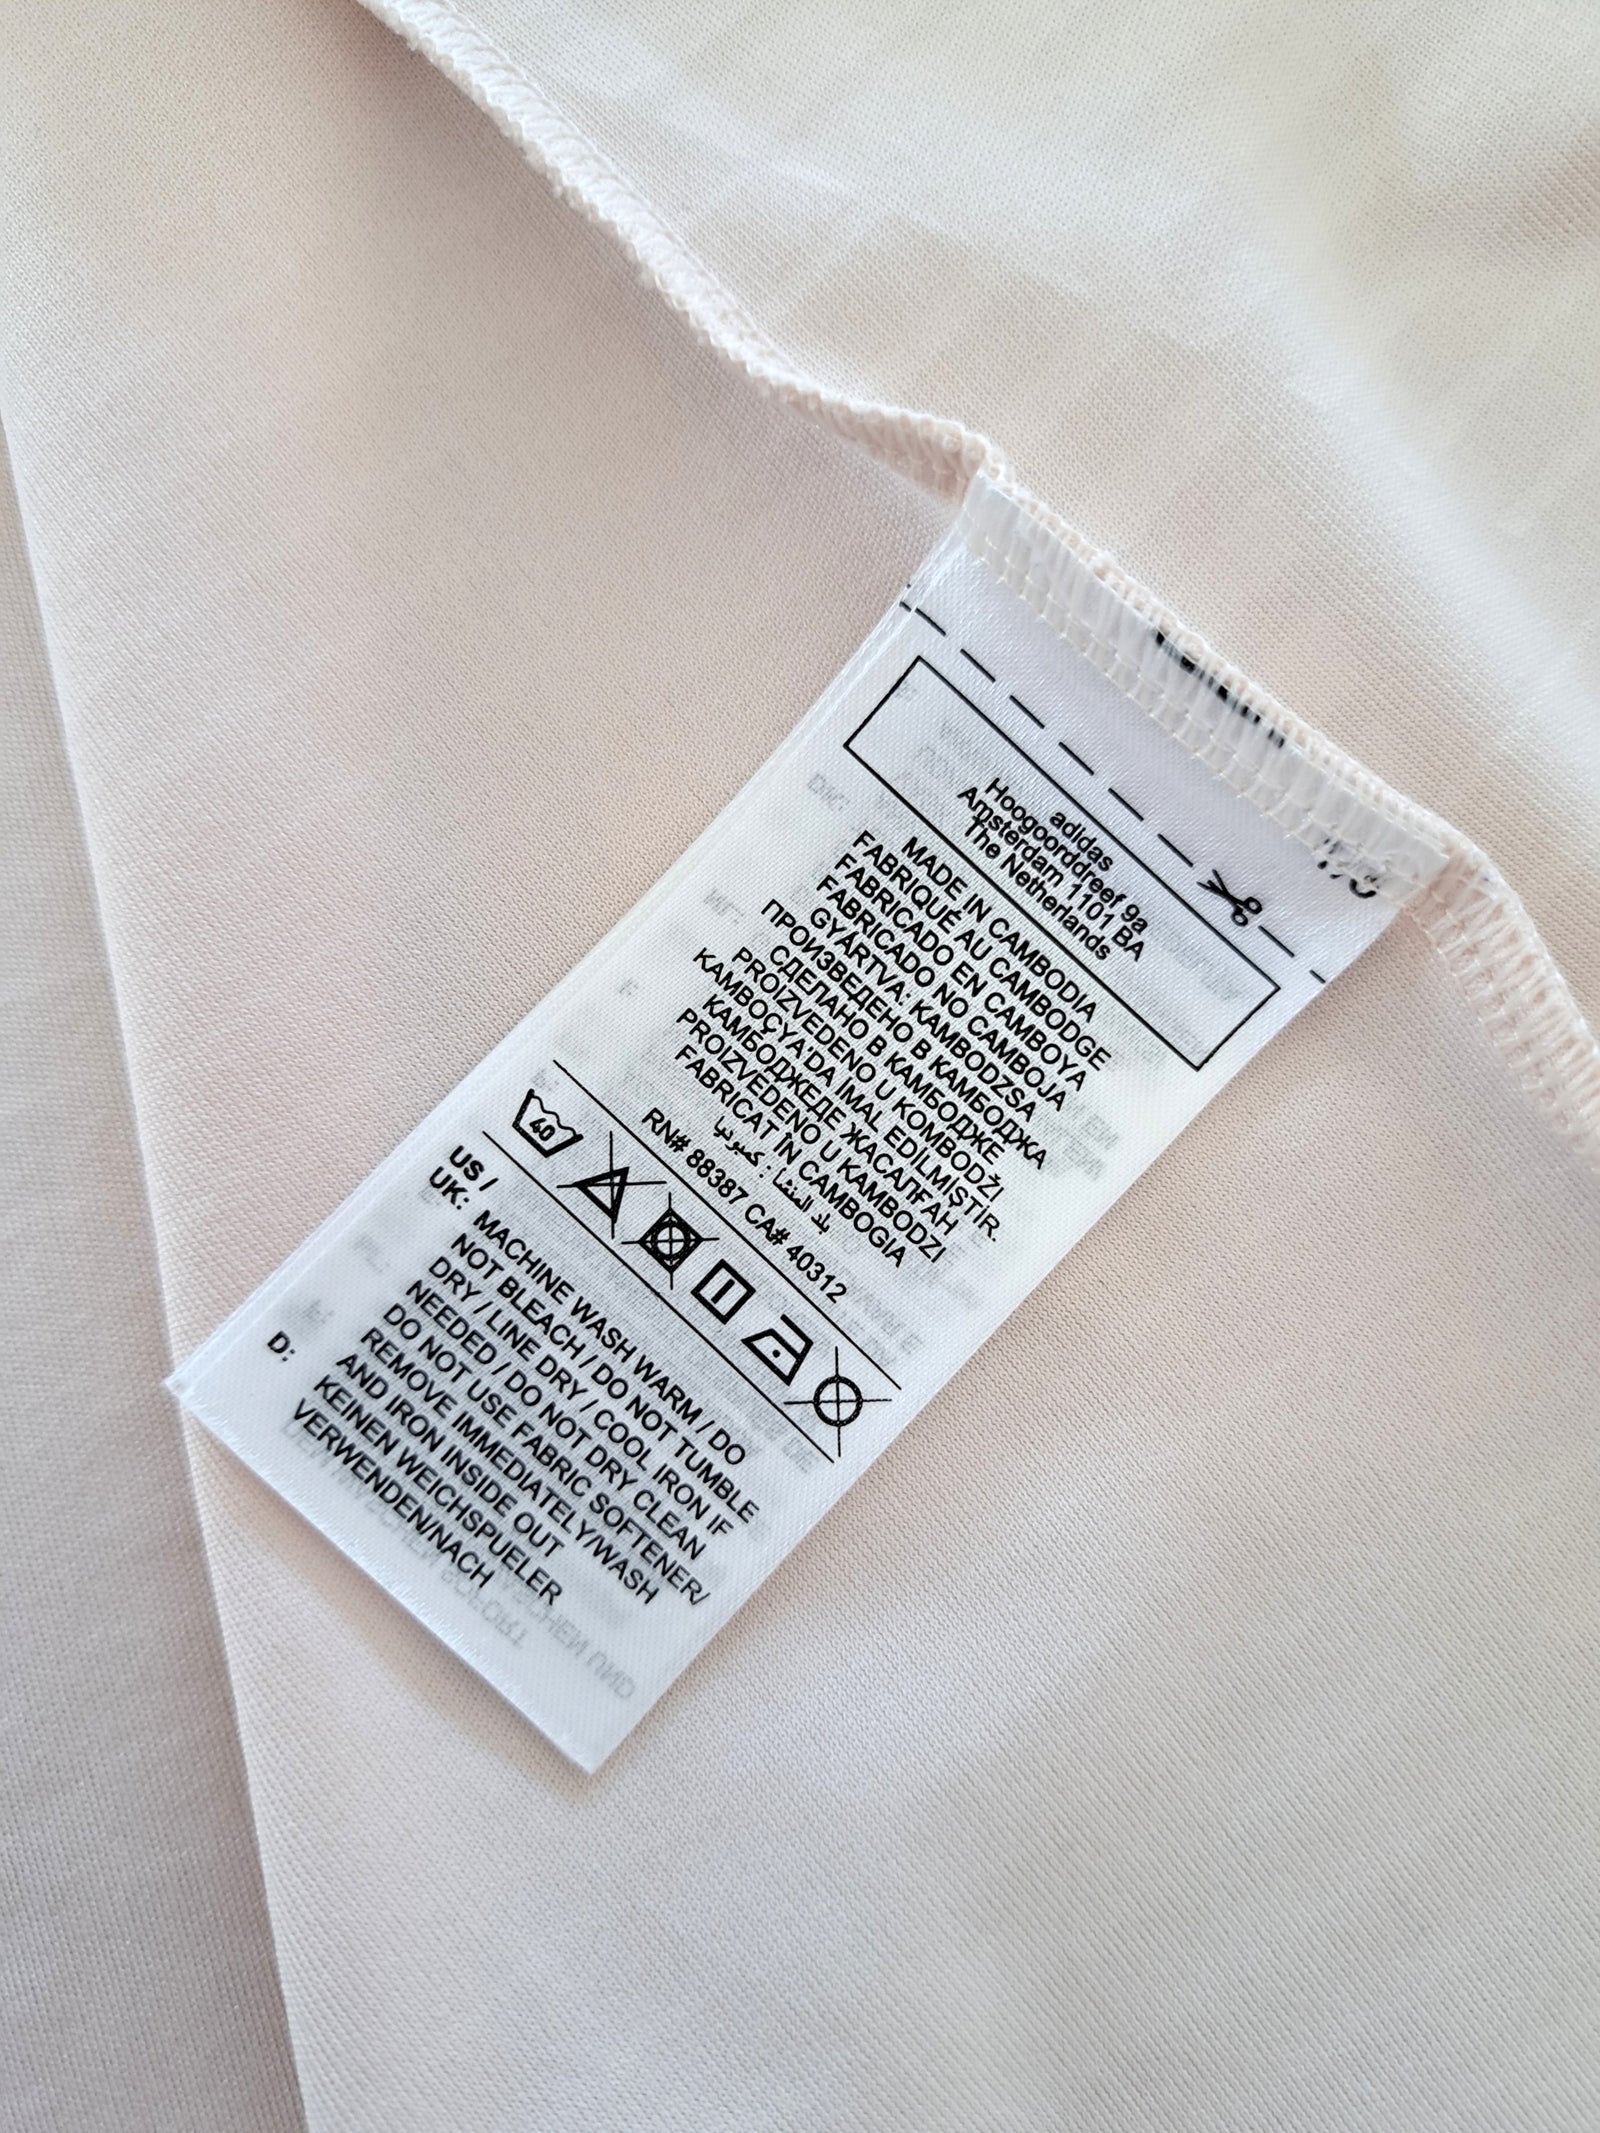 adidas
Hoogoorddreef 9a
Amsterdam 1101 BA
The Netherlands
MADE IN CAMBODIA
FABRIQUÉ AU CAMBODGE
FABRICADO EN CAMBOYA
FABRICADO NO CAMBOJA
GYÁRTVA: KAMBODZSA
ПРОИЗВЕДЕНО В КАМБОДЖА
СДЕЛАНО В КАМБОДЖЕ
PROIZVEDENO U KOMBODŽI
KAMBOÇYA'DA İMAL EDİLMİŞTİR.
КАМБОДЖЕДЕ ЖАСАЛҒАН
PROIZVEDENO U KAMBODZI
FABRICAT ÎN CAMBOGIA
بلد المنشا : كمبوديا
RN# 88387 CA# 40312
40
US /
UK: MACHINE WASH WARM / DO
NOT BLEACH / DO NOT TUMBLE
DRY / LINE DRY / COOL IRON IF
NEEDED / DO NOT DRY CLEAN
DO NOT USE FABRIC SOFTENER/
REMOVE IMMEDIATELY/WASH
AND IRON INSIDE OUT
D: KEINEN WEICHSPUELER
VERWENDEN/NACH